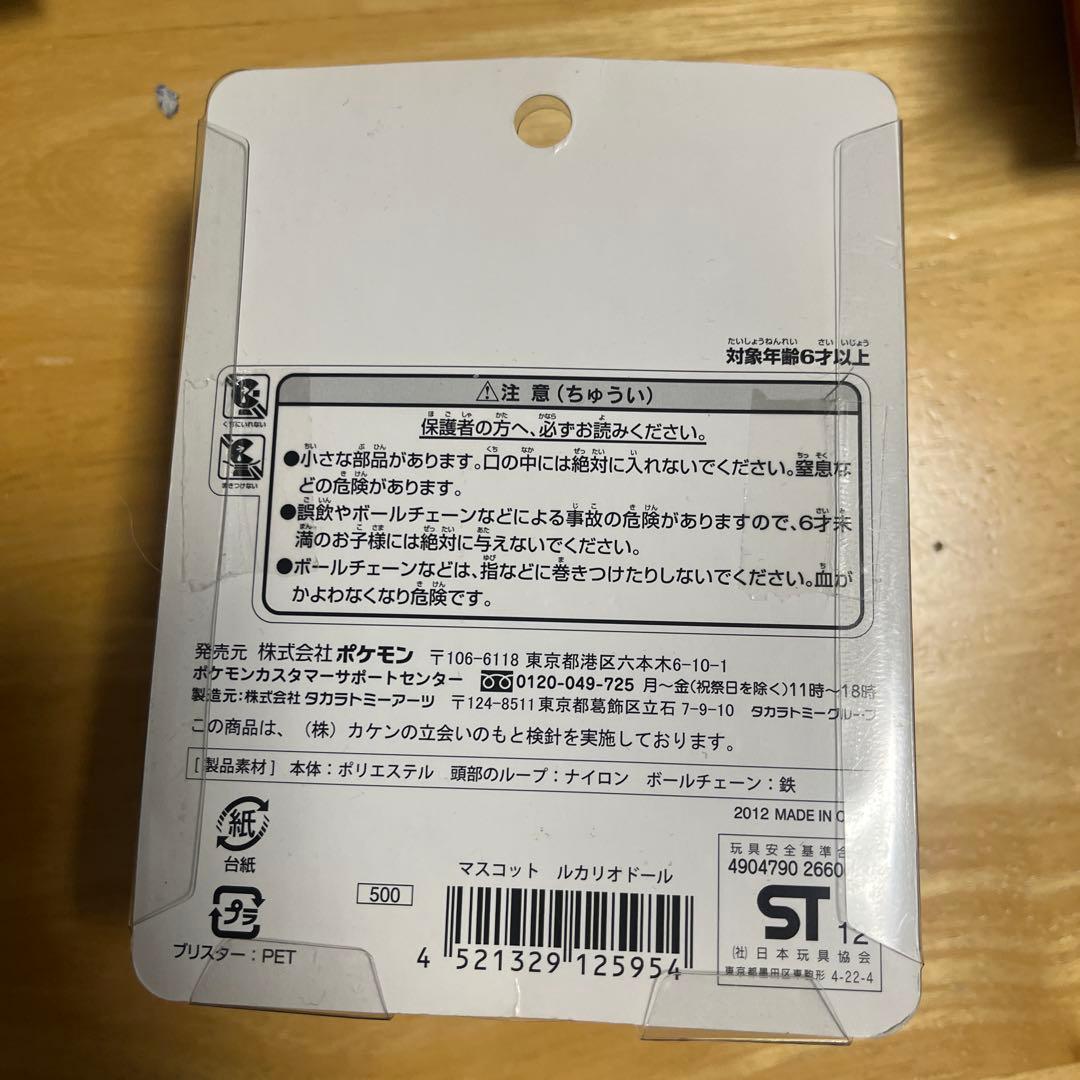 対象年齢6才以上
たいしょうねんれい さい いじょう
⚠注 意(ちゅうい)
くちにいれない
まきつけない
保護者の方へ、必ずお読みください。
●小さな部品があります。口の中には絶対に入れないでください。窒息な
どの危険があります。
●誤飲やボールチェーンなどによる事故の危険がありますので、6才未
満のお子様には絶対に与えないでください。
●ボールチェーンなどは、指などに巻きつけたりしないでください。血が
かよわなくなり危険です。
発売元 株式会社ポケモン 〒106-6118 東京都港区六本木6-10-1
ポケモンカスタマーサポートセンター 0120-049-725 月〜金(祝祭日を除く)11時〜18時
製造元:株式会社 タカラトミーアーツ 〒124-8511 東京都葛飾区立石 7-9-10 タカラトミーグループ
この商品は、(株)カケンの立会いのもと検針を実施しております。
[製品素材] 本体:ポリエステル 頭部のループ:ナイロン ボールチェーン:鉄
2012 MADE IN C
紙
台紙
プラ
ブリスター:PET
500
マスコット ルカリオドール
4 521329 125954
玩具安全基準合
4904790 2660
ST 12
(社)日本玩具協会
東京都墨田区東駒形 4-22-4